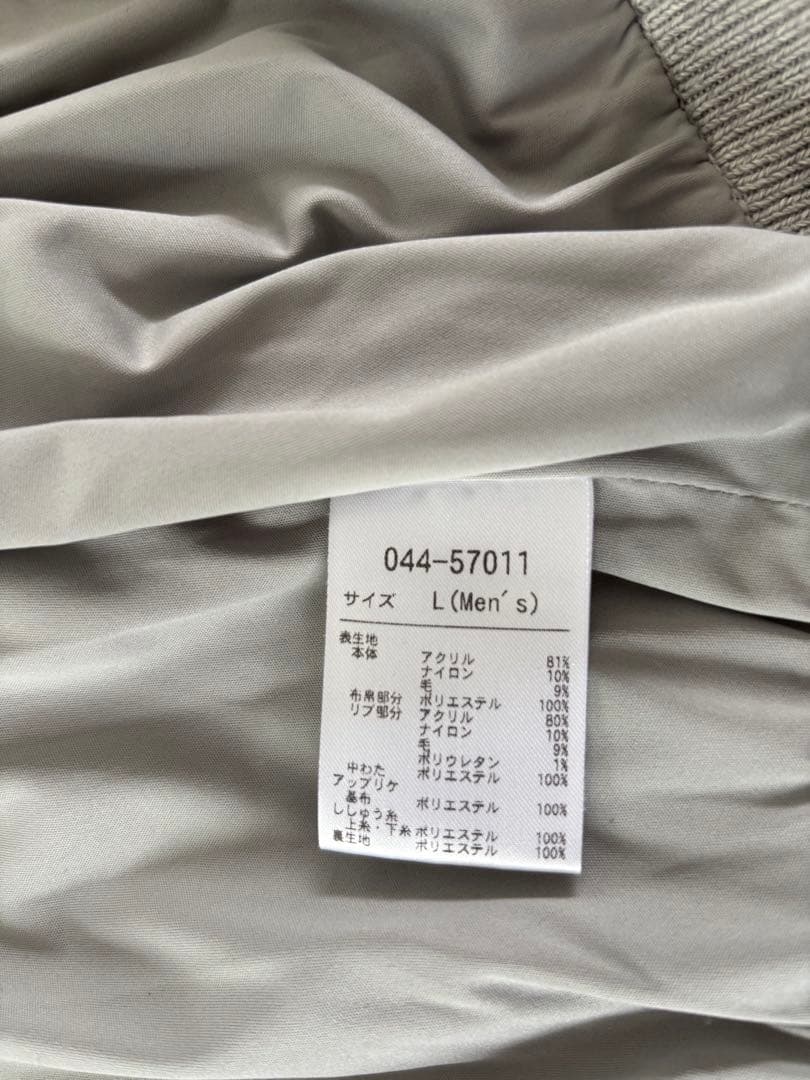 044-57011
サイズ L(Men's)
表生地
本体 アクリル 81%
ナイロン 10%
毛 9%
布帛部分 ポリエステル 100%
リブ部分 アクリル 80%
ナイロン 10%
毛 9%
ポリウレタン 1%
中わた ポリエステル 100%
アップリケ
基布 ポリエステル 100%
ししゅう糸
上糸・下糸 ポリエステル 100%
裏生地 ポリエステル 100%